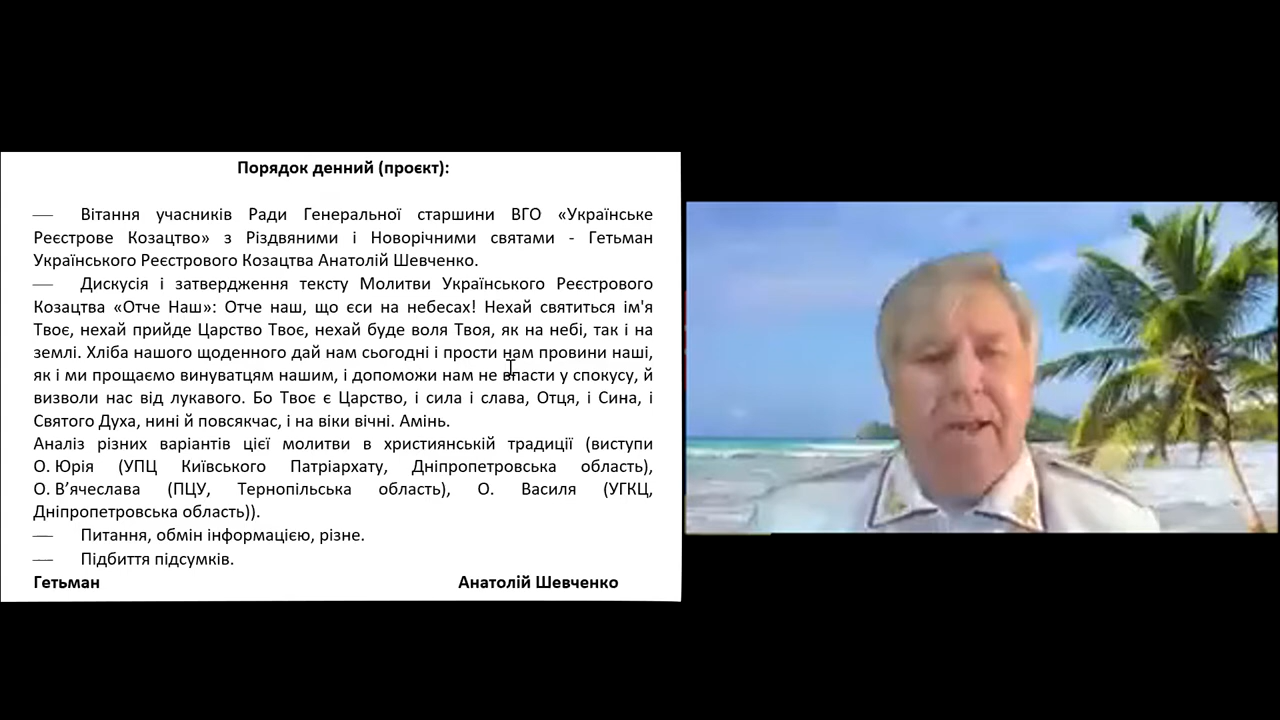 Порядок денний (проєкт):
— Вітання учасників Ради Генеральної старшини ВГО «Українське
Реєстрове Козацтво» з Різдвяними і Новорічними святами - Гетьман
Українського Реєстрового Козацтва Анатолій Шевченко.
— Дискусія і затвердження тексту Молитви Українського Реєстрового
Козацтва «Отче Наш»: Отче наш, що єси на небесах! Нехай святиться ім'я
Твоє, нехай прийде Царство Твоє, нехай буде воля Твоя, як на небі, так і на
землі. Хліба нашого щоденного дай нам сьогодні і прости нам провини наші,
як і ми прощаємо винуватцям нашим, і допоможи нам не впасти у спокусу, й
визволи нас від лукавого. Бо Твоє є Царство, і сила і слава, Отця, і Сина, і
Святого Духа, нині й повсякчас, і на віки вічні. Амінь.
Аналіз різних варіантів цієї молитви в християнській традиції (виступи
О. Юрія (УПЦ Київського Патріархату, Дніпропетровська область),
О. В’ячеслава (ПЦУ, Тернопільська область), О. Василя (УГКЦ,
Дніпропетровська область)).
— Питання, обмін інформацією, різне.
— Підбиття підсумків.
Гетьман Анатолій Шевченко